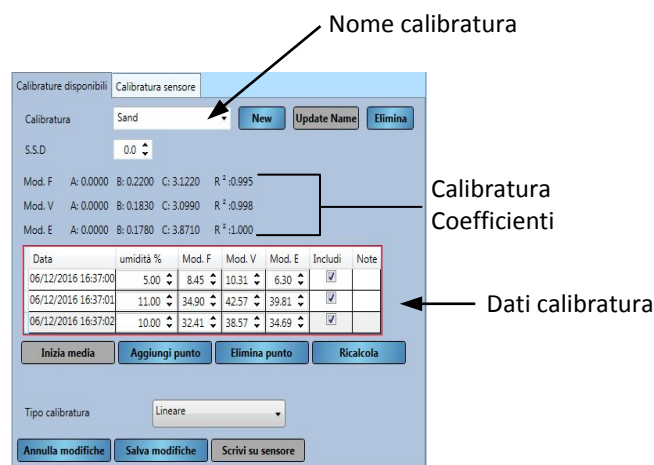 Nome calibratura
Calibrature disponibili Calibratura sensore
Calibratura Sand New Update Name Elimina
S.S.D 0.0
Mod. F A: 0.0000 B: 0.2200 C: 3.1220 R²:0.995
Mod. V A: 0.0000 B: 0.1830 C: 3.0990 R²:0.998
Mod. E A: 0.0000 B: 0.1780 C: 3.8710 R²:1.000
Calibratura
Coefficienti
Data umidità % Mod. F Mod. V Mod. E Includi Note
06/12/2016 16:37:00 5.00 8.45 10.31 6.30
06/12/2016 16:37:01 11.00 34.90 42.57 39.81
06/12/2016 16:37:02 10.00 32.41 38.57 34.69
Dati calibratura
Inizia media Aggiungi punto Elimina punto Ricalcola
Tipo calibratura Lineare
Annulla modifiche Salva modifiche Scrivi su sensore